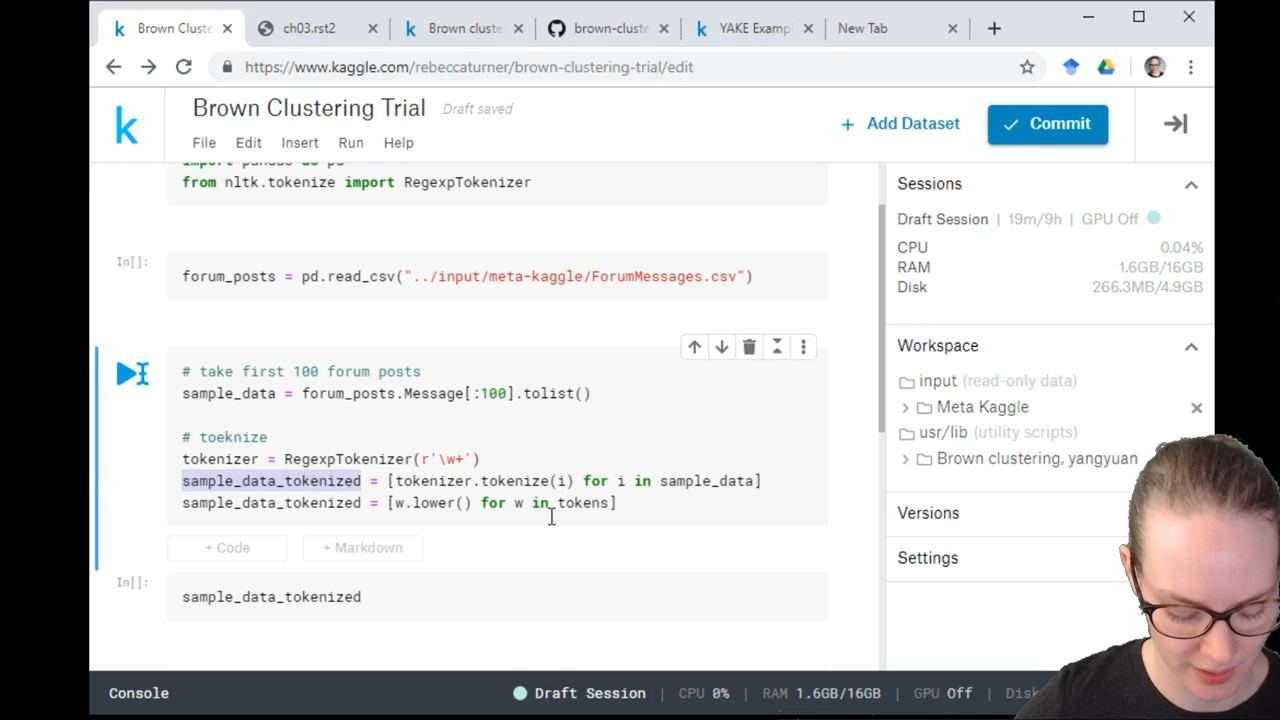 Brown Cluste
ch03.rst2
Brown cluste
brown-cluste
YAKE Exampl
New Tab
https://www.kaggle.com/rebeccaturner/brown-clustering-trial/edit
k
Brown Clustering Trial
Draft saved
File Edit Insert Run Help
+ Add Dataset
Commit
import pandas as pd
from nltk.tokenize import RegexpTokenizer
In[]:
forum_posts = pd.read_csv("../input/meta-kaggle/ForumMessages.csv")
# take first 100 forum posts
sample_data = forum_posts.Message[:100].tolist()
# toeknize
tokenizer = RegexpTokenizer(r'\w+')
sample_data_tokenized = [tokenizer.tokenize(i) for i in sample_data]
sample_data_tokenized = [w.lower() for w in tokens]
+ Code + Markdown
In[]:
sample_data_tokenized
Sessions
Draft Session | 19m/9h | GPU Off
CPU 0.04%
RAM 1.6GB/16GB
Disk 266.3MB/4.9GB
Workspace
input (read-only data)
Meta Kaggle
usr/lib (utility scripts)
Brown clustering, yangyuan
Versions
Settings
Console
Draft Session | CPU 0% | RAM 1.6GB/16GB | GPU Off | Disk